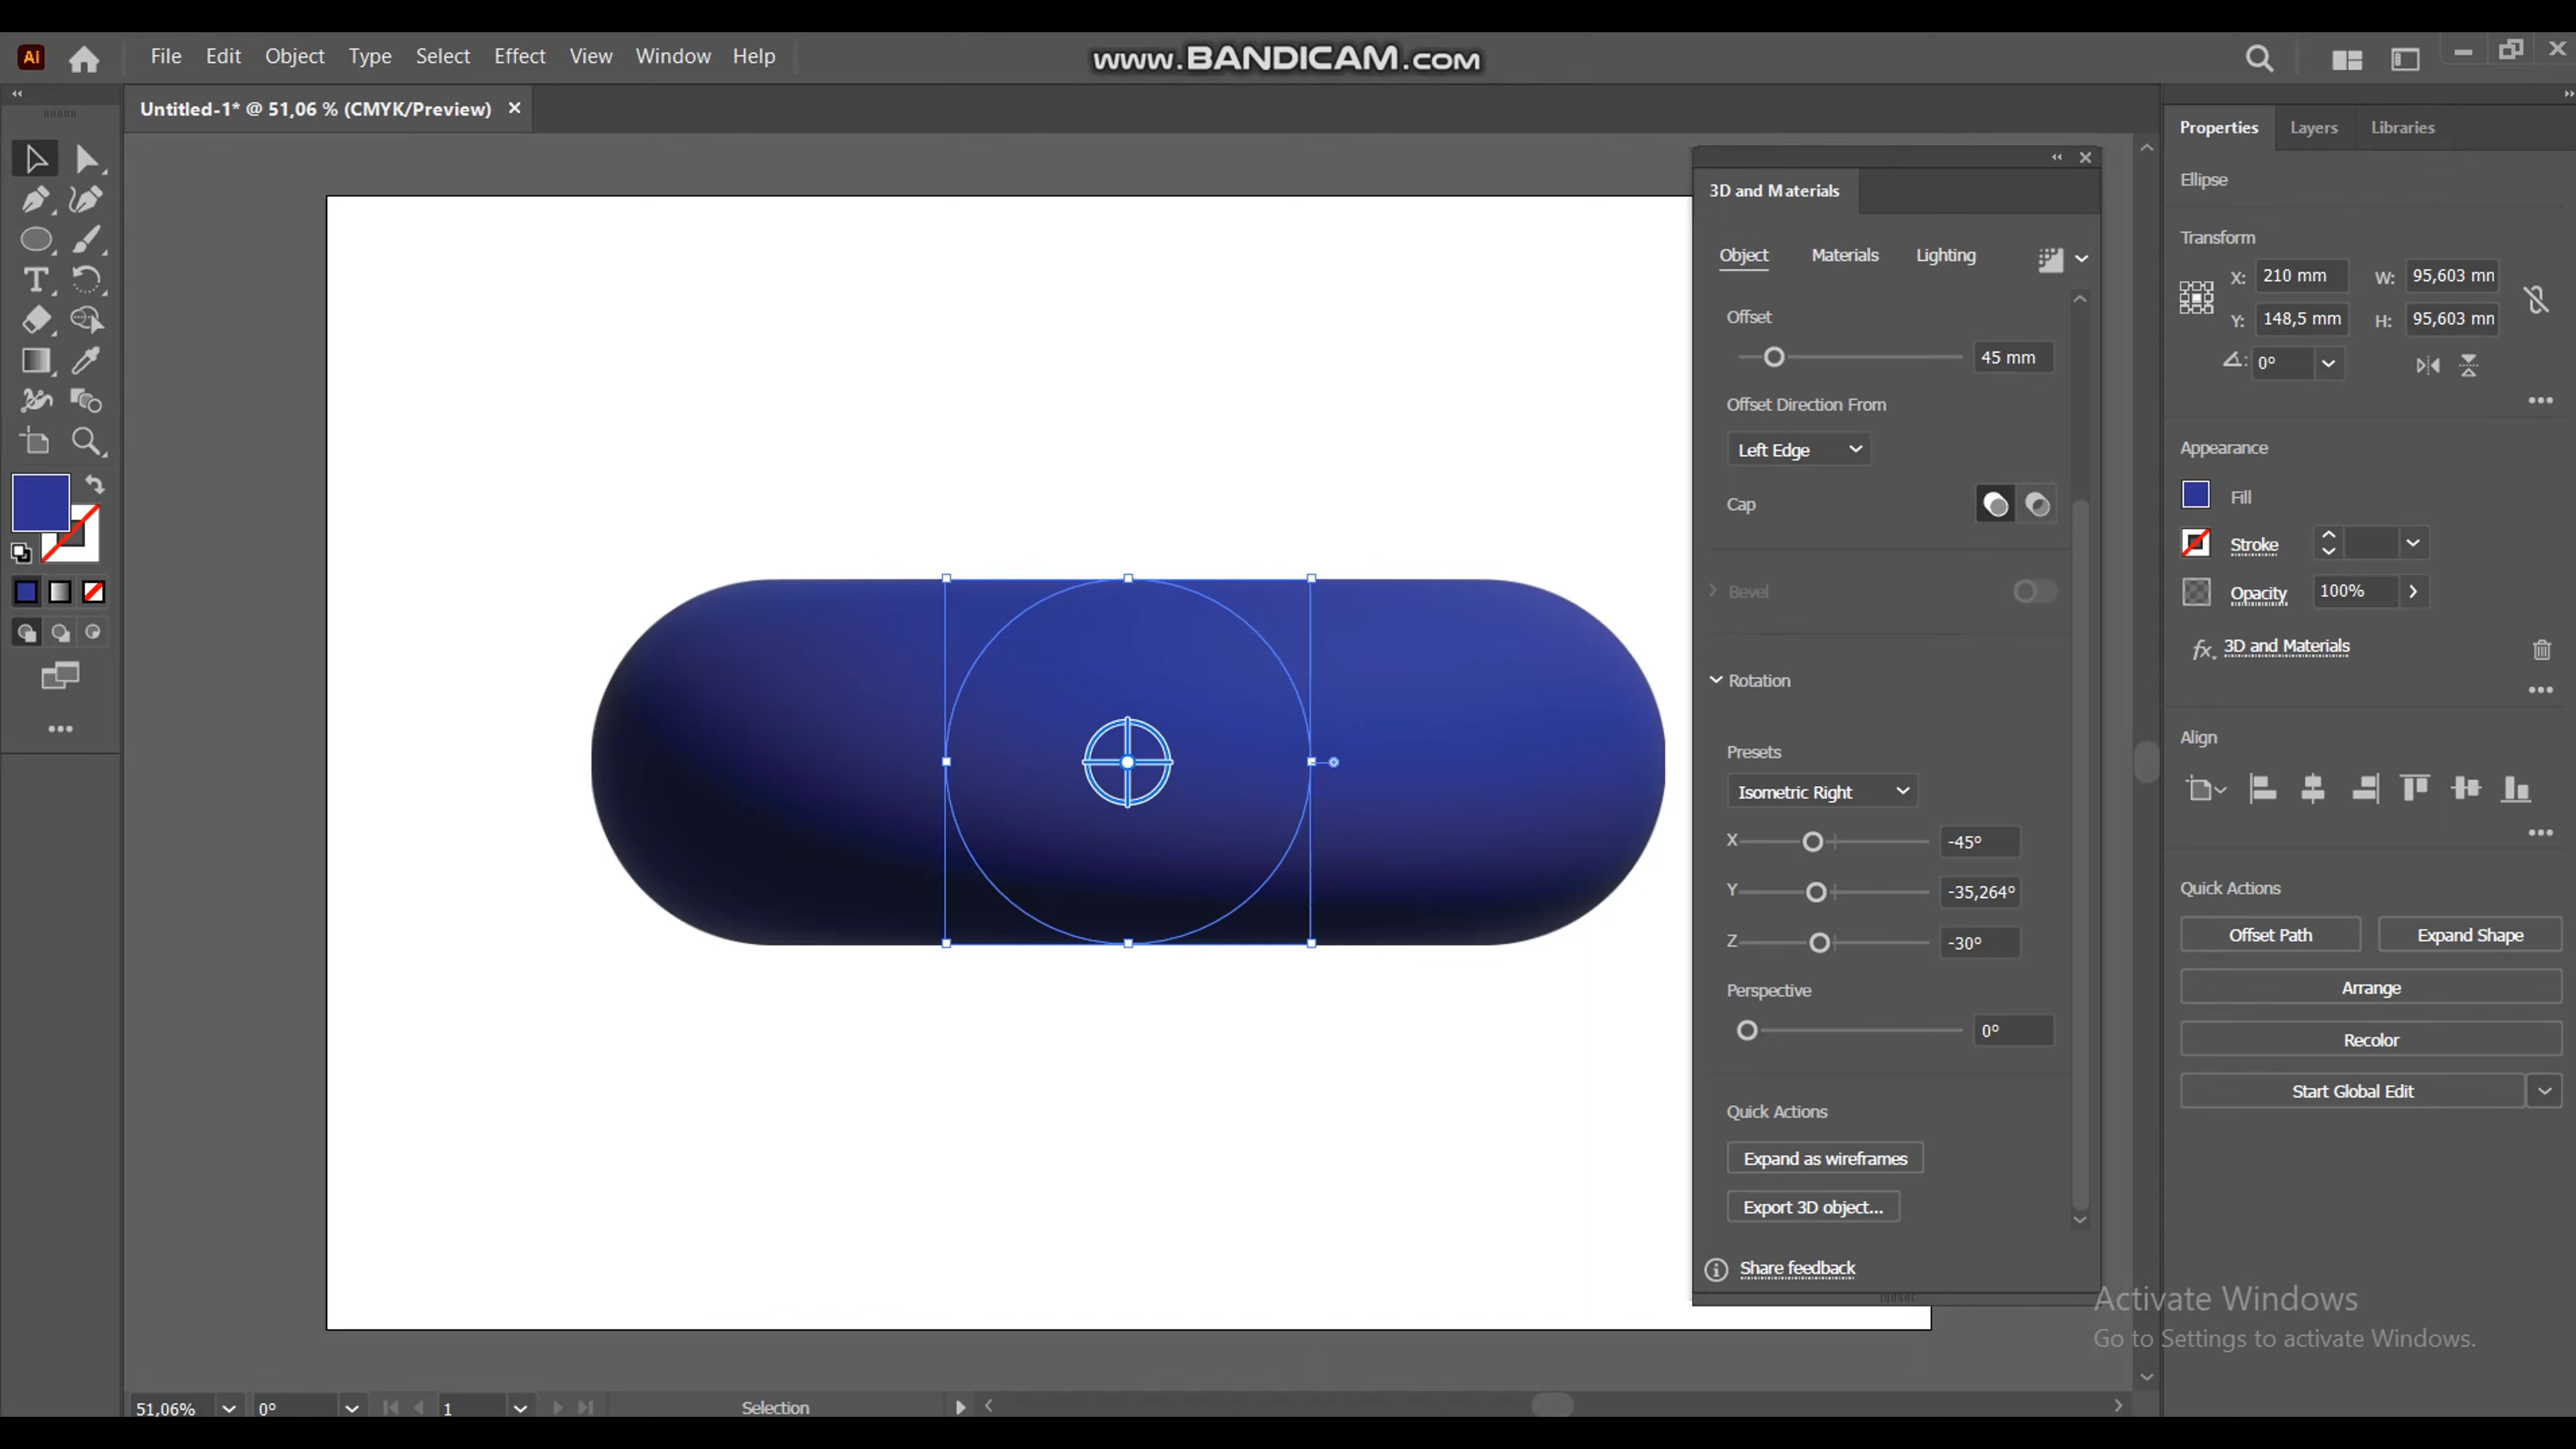 www.BANDICAM.com
Ai File Edit Object Type Select Effect View Window Help
Untitled-1* @ 51,06 % (CMYK/Preview)
3D and Materials
Object Materials Lighting
Offset
45 mm
Offset Direction From
Left Edge
Cap
Bevel
Rotation
Presets
Isometric Right
X -45°
Y -35,264°
Z -30°
Perspective
0°
Quick Actions
Expand as wireframes
Export 3D object...
Share feedback
Properties Layers Libraries
Ellipse
Transform
X: 210 mm W: 95,603 mm
Y: 148,5 mm H: 95,603 mm
0°
Appearance
Fill
Stroke
Opacity 100%
fx. 3D and Materials
Align
Quick Actions
Offset Path Expand Shape
Arrange
Recolor
Start Global Edit
Activate Windows
Go to Settings to activate Windows.
51,06% 0° 1 Selection